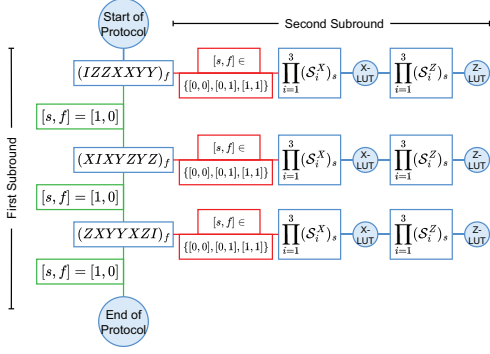 Start of
Protocol
Second Subround
First Subround
(IZZXXYY)_f
[s, f] ∈
{[0, 0], [0, 1], [1, 1]}
∏_{i=1}^{3} (𝒮_i^X)_s
X-
LUT
∏_{i=1}^{3} (𝒮_i^Z)_s
Z-
LUT
[s, f] = [1, 0]
(XIXYZYZ)_f
[s, f] ∈
{[0, 0], [0, 1], [1, 1]}
∏_{i=1}^{3} (𝒮_i^X)_s
X-
LUT
∏_{i=1}^{3} (𝒮_i^Z)_s
Z-
LUT
[s, f] = [1, 0]
(ZXYYXZI)_f
[s, f] ∈
{[0, 0], [0, 1], [1, 1]}
∏_{i=1}^{3} (𝒮_i^X)_s
X-
LUT
∏_{i=1}^{3} (𝒮_i^Z)_s
Z-
LUT
[s, f] = [1, 0]
End of
Protocol